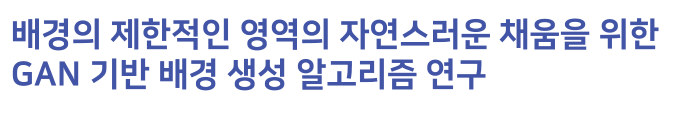 배경의 제한적인 영역의 자연스러운 채움을 위한
GAN 기반 배경 생성 알고리즘 연구